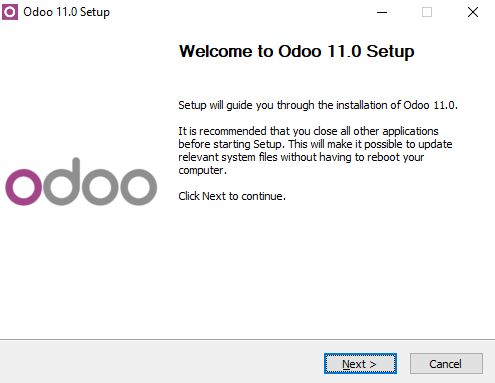 Odoo 11.0 Setup
Welcome to Odoo 11.0 Setup
Setup will guide you through the installation of Odoo 11.0.
It is recommended that you close all other applications
before starting Setup. This will make it possible to update
relevant system files without having to reboot your
computer.
Click Next to continue.
odoo
Next >
Cancel